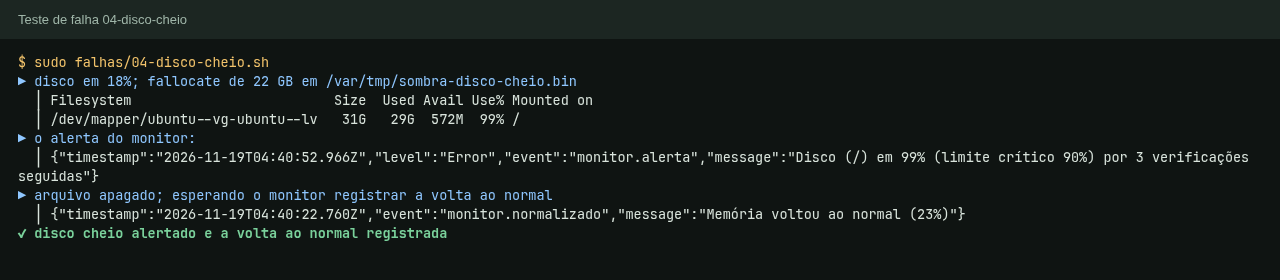 Teste de falha 04-disco-cheio
$ sudo falhas/04-disco-cheio.sh
▶ disco em 18%; fallocate de 22 GB em /var/tmp/sombra-disco-cheio.bin
│ Filesystem                         Size  Used Avail Use% Mounted on
│ /dev/mapper/ubuntu--vg-ubuntu--lv   31G   29G  572M  99% /
▶ o alerta do monitor:
│ {"timestamp":"2026-11-19T04:40:52.966Z","level":"Error","event":"monitor.alerta","message":"Disco (/) em 99% (limite crítico 90%) por 3 verificações
seguidas"}
▶ arquivo apagado; esperando o monitor registrar a volta ao normal
│ {"timestamp":"2026-11-19T04:40:22.760Z","event":"monitor.normalizado","message":"Memória voltou ao normal (23%)"}
✓ disco cheio alertado e a volta ao normal registrada